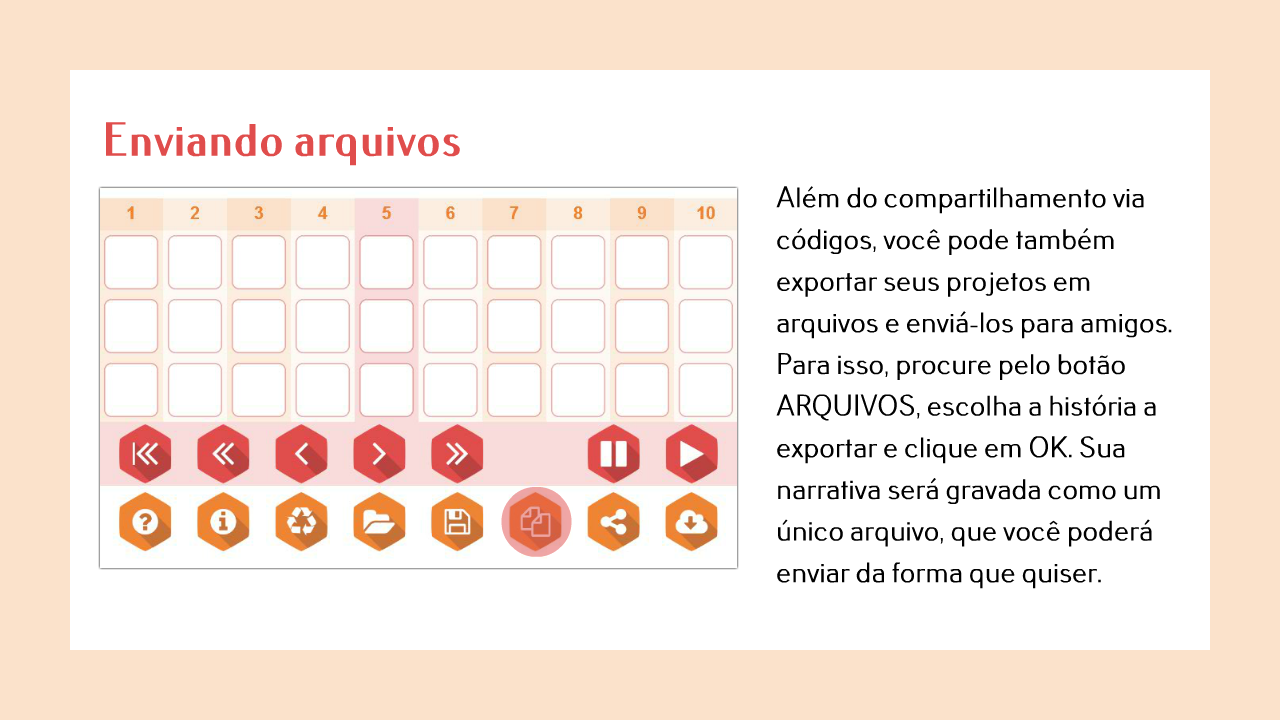 Enviando arquivos
1 2 3 4 5 6 7 8 9 10
Além do compartilhamento via
códigos, você pode também
exportar seus projetos em
arquivos e enviá-los para amigos.
Para isso, procure pelo botão
ARQUIVOS, escolha a história a
exportar e clique em OK. Sua
narrativa será gravada como um
único arquivo, que você poderá
enviar da forma que quiser.